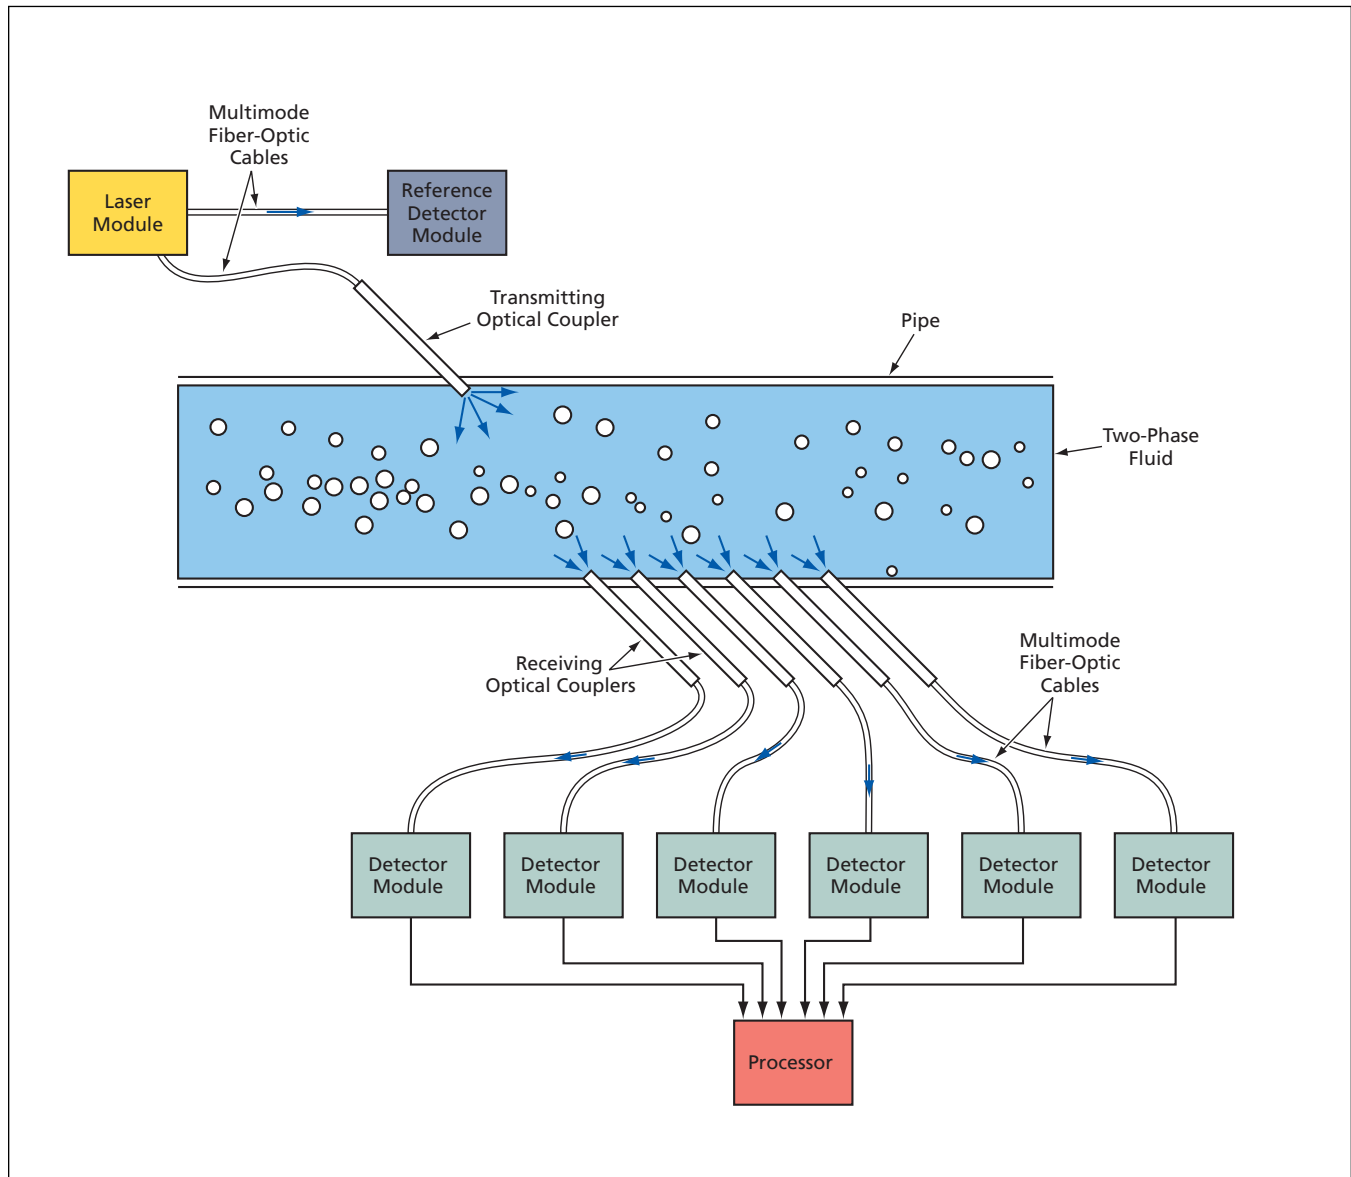 Multimode
Fiber-Optic
Cables
Laser
Module
Reference
Detector
Module
Transmitting
Optical Coupler
Pipe
Two-Phase
Fluid
Receiving
Optical Couplers
Multimode
Fiber-Optic
Cables
Detector
Module
Detector
Module
Detector
Module
Detector
Module
Detector
Module
Detector
Module
Processor